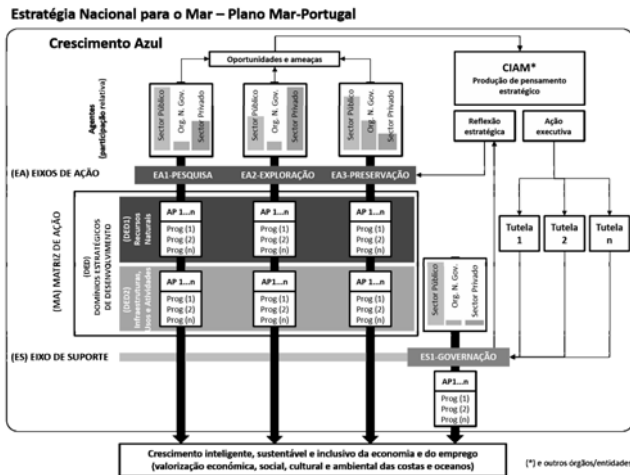 Estratégia Nacional para o Mar – Plano Mar-Portugal
Crescimento Azul
Oportunidades e ameaças
CIAM*
Produção de pensamento
estratégico
Reflexão
estratégica
Ação
executiva
Agentes
(participação relativa)
Sector Público
Org. N. Gov.
Sector Privado
Sector Público
Org. N. Gov.
Sector Privado
Sector Público
Org. N. Gov.
Sector Privado
(EA) EIXOS DE AÇÃO
EA1-PESQUISA
EA2-EXPLORAÇÃO
EA3-PRESERVAÇÃO
Tutela
1
Tutela
2
Tutela
n
(MA) MATRIZ DE AÇÃO
(DED)
DOMÍNIOS ESTRATÉGICOS
DE DESENVOLVIMENTO
(DED1)
Recursos
Naturais
AP 1...n
Prog (1)
Prog (2)
Prog (n)
AP 1...n
Prog (1)
Prog (2)
Prog (n)
AP 1...n
Prog (1)
Prog (2)
Prog (n)
(DED2)
Infraestruturas,
Usos e Atividades
AP 1...n
Prog (1)
Prog (2)
Prog (n)
AP1...n
Prog (1)
Prog (2)
Prog (n)
AP 1...n
Prog (1)
Prog (2)
Prog (n)
Sector Público
Org. N. Gov.
Sector Privado
(ES) EIXO DE SUPORTE
ES1-GOVERNAÇÃO
AP1...n
Prog (1)
Prog (2)
Prog (n)
Crescimento inteligente, sustentável e inclusivo da economia e do emprego
(valorização económica, social, cultural e ambiental das costas e oceanos)
(*) e outros órgãos/entidades